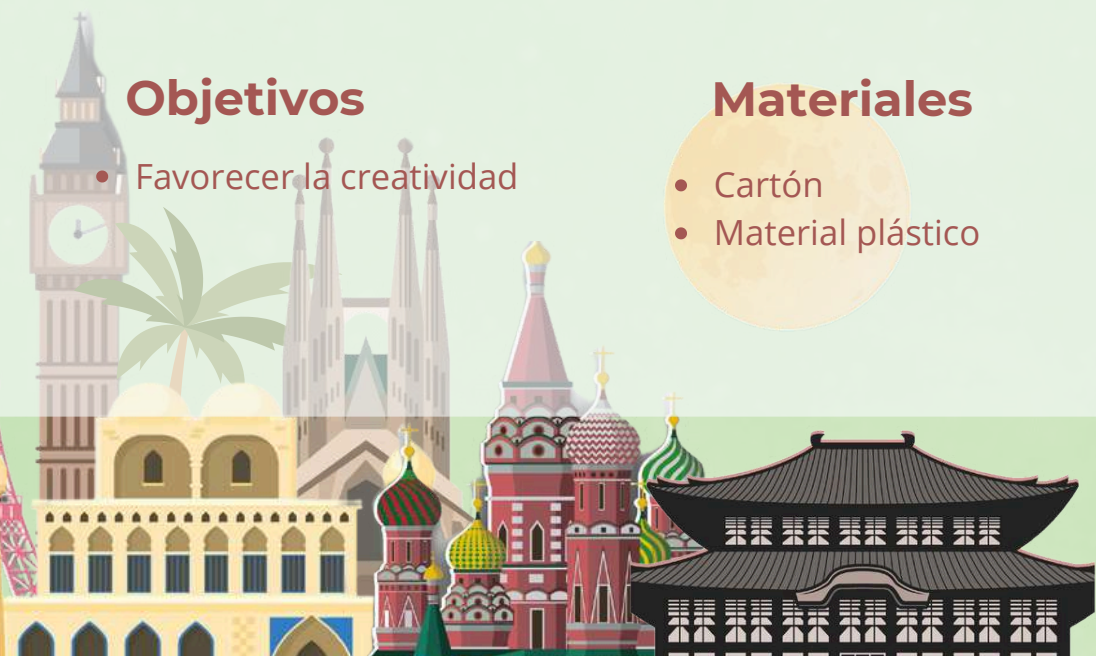 Objetivos
Favorecer la creatividad
Materiales
Cartón
Material plástico